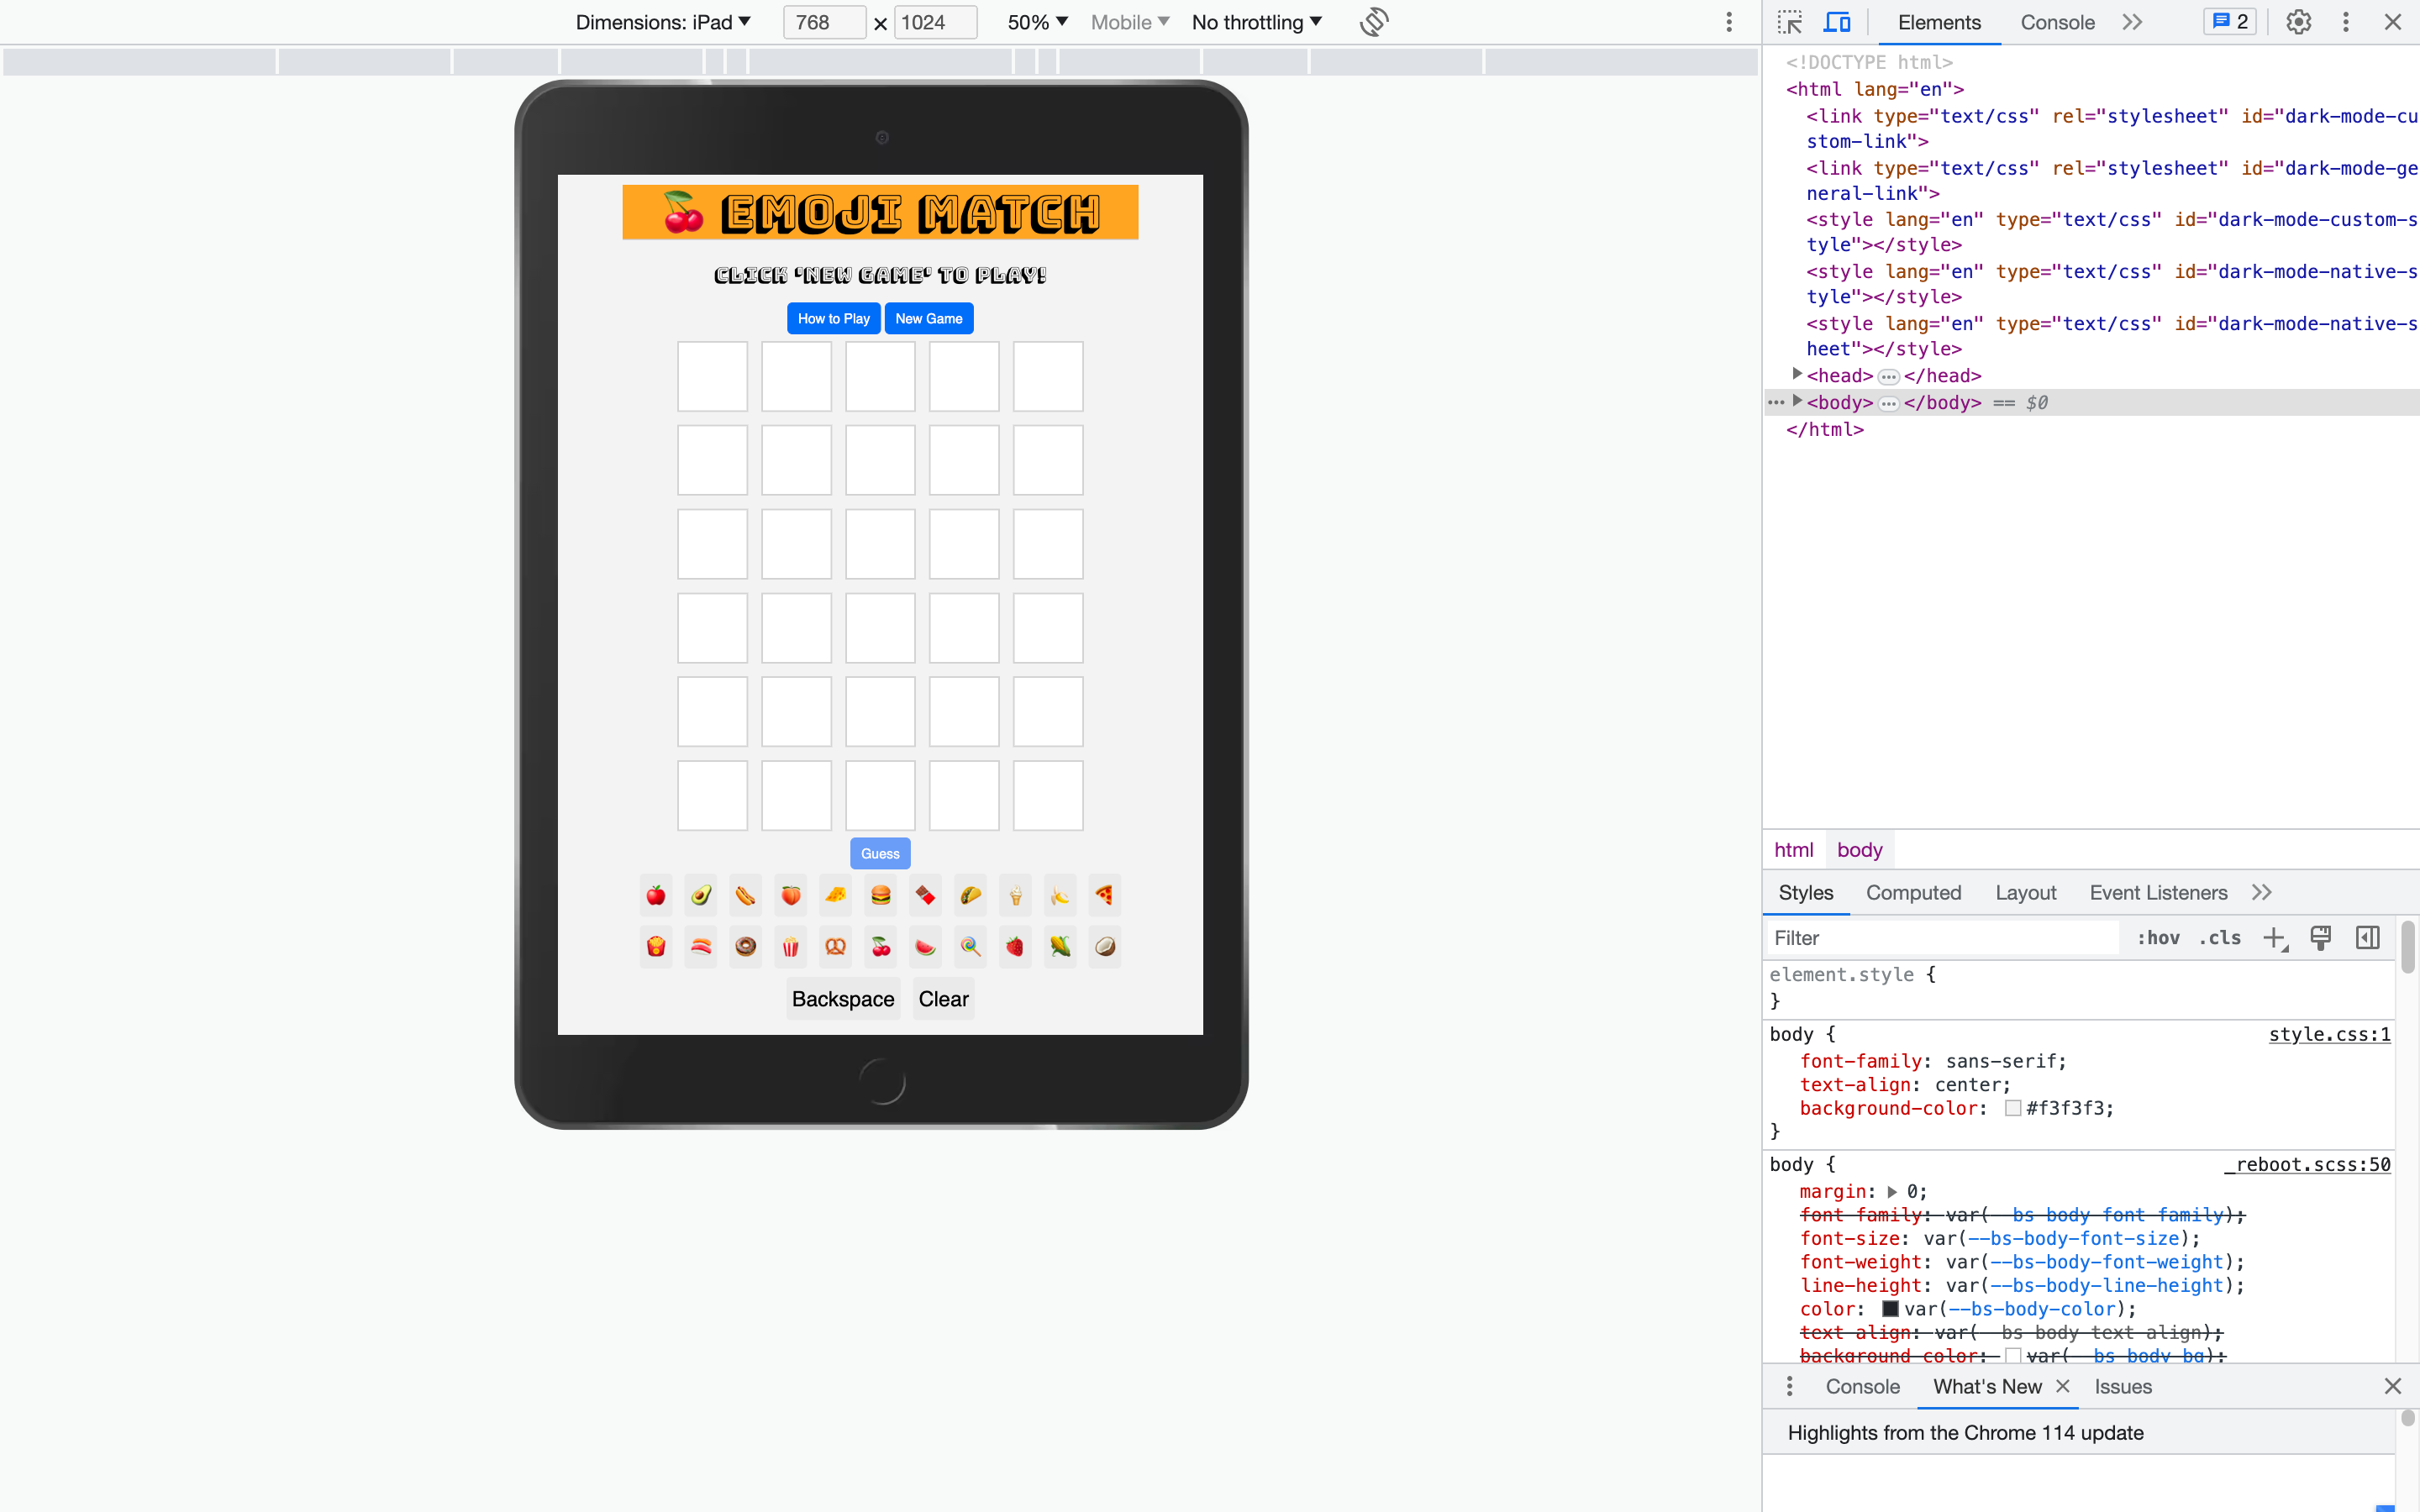 Dimensions: iPad ▼ 768 × 1024 50% ▼ Mobile ▼ No throttling ▼
EMOJI MATCH
CLICK 'NEW GAME' TO PLAY!
How to Play New Game
Guess
Backspace Clear
Elements Console 2
<!DOCTYPE html>
<html lang="en">
<link type="text/css" rel="stylesheet" id="dark-mode-cu
stom-link">
<link type="text/css" rel="stylesheet" id="dark-mode-ge
neral-link">
<style lang="en" type="text/css" id="dark-mode-custom-s
tyle"></style>
<style lang="en" type="text/css" id="dark-mode-native-s
tyle"></style>
<style lang="en" type="text/css" id="dark-mode-native-s
heet"></style>
<head> ... </head>
... <body> ... </body> == $0
</html>
html body
Styles Computed Layout Event Listeners
Filter :hov .cls
element.style {
}
body { style.css:1
font-family: sans-serif;
text-align: center;
background-color: #f3f3f3;
}
body { _reboot.scss:50
margin: 0;
font-family: var(--bs-body-font-family);
font-size: var(--bs-body-font-size);
font-weight: var(--bs-body-font-weight);
line-height: var(--bs-body-line-height);
color: var(--bs-body-color);
text-align: var(--bs-body-text-align);
background-color: var(--bs-body-bg);
Console What's New Issues
Highlights from the Chrome 114 update